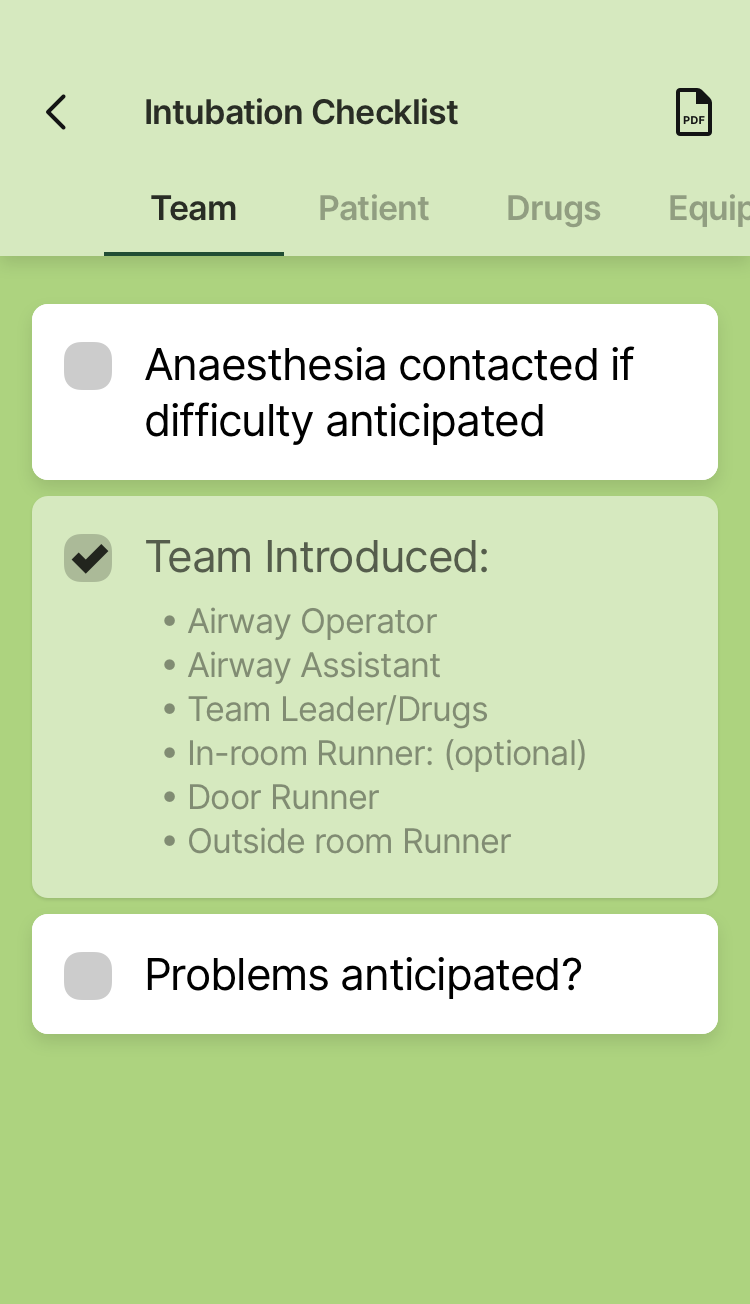 Intubation Checklist
PDF
Team Patient Drugs Equip
Anaesthesia contacted if
difficulty anticipated
Team Introduced:
• Airway Operator
• Airway Assistant
• Team Leader/Drugs
• In-room Runner: (optional)
• Door Runner
• Outside room Runner
Problems anticipated?